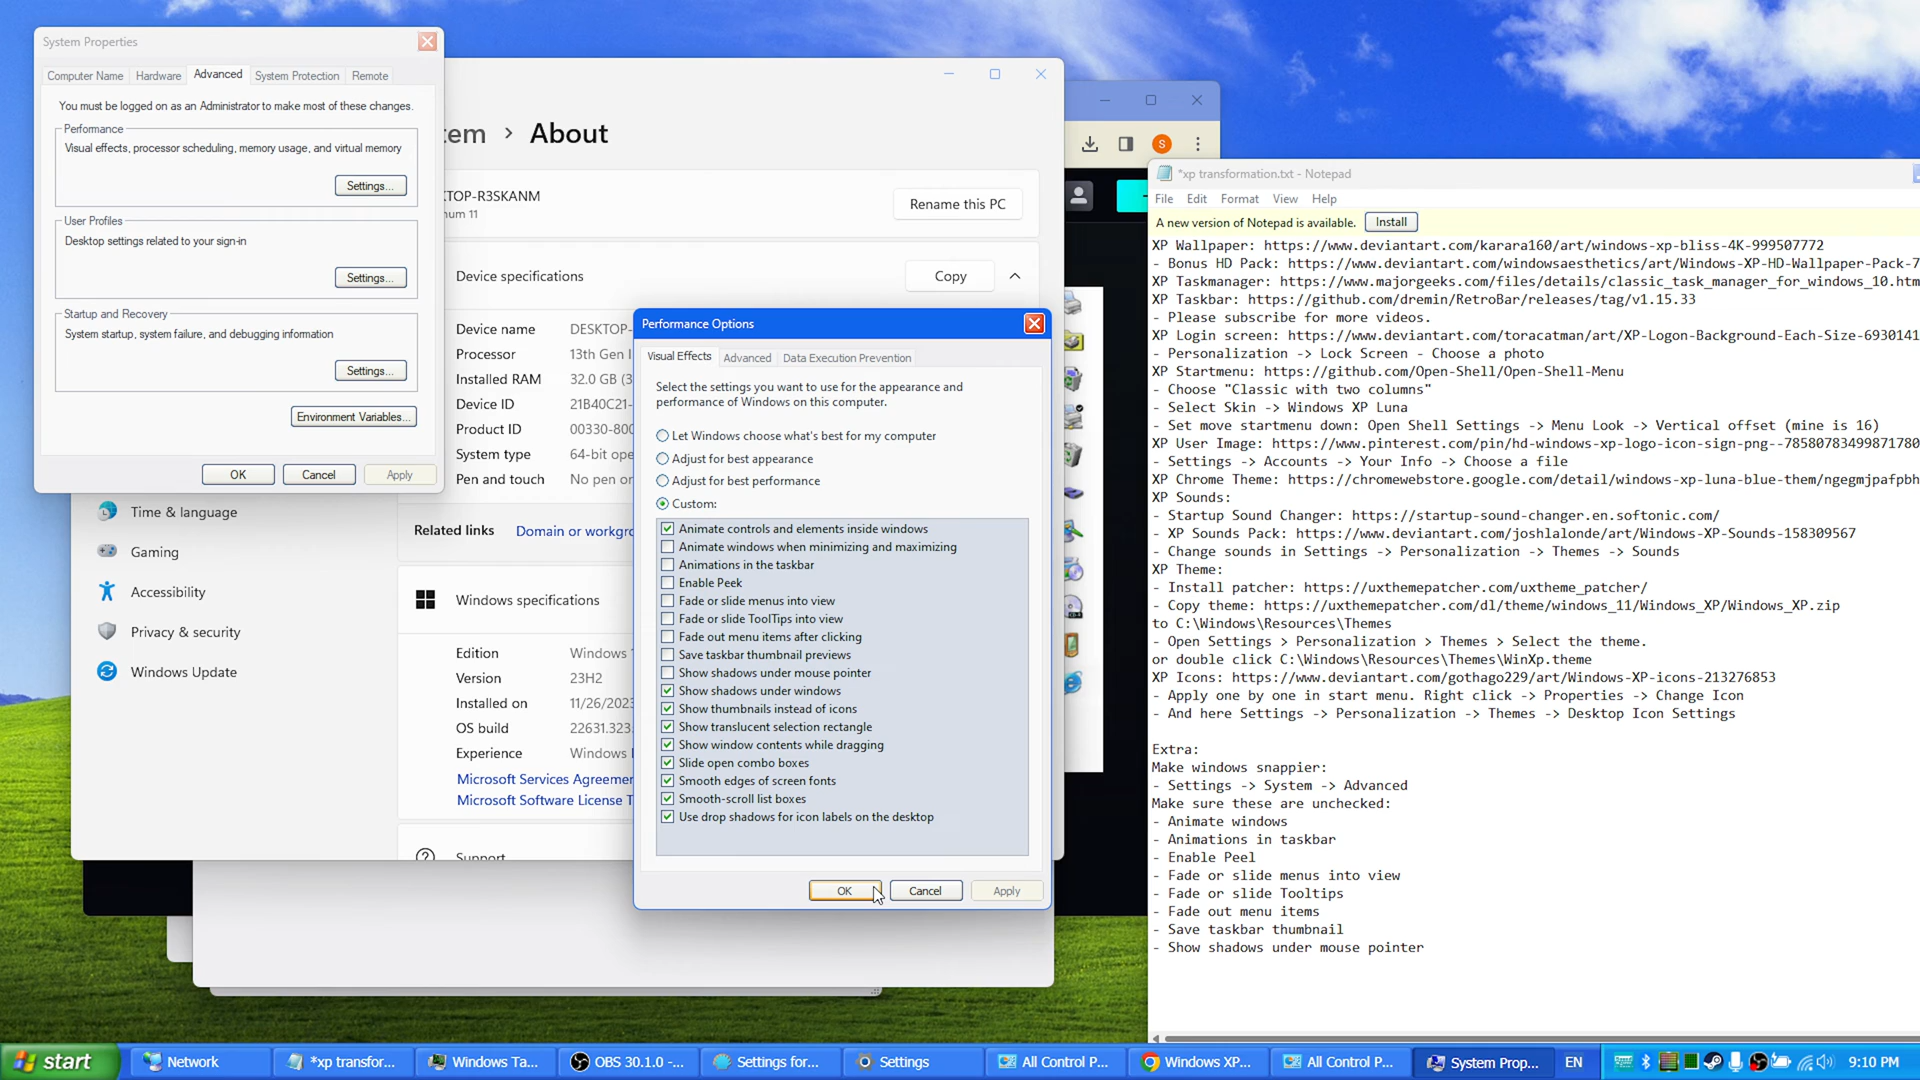 System Properties
Computer Name
Hardware
Advanced
System Protection
Remote
You must be logged on as an Administrator to make most of these changes.
Performance
Visual effects, processor scheduling, memory usage, and virtual memory
Settings...
User Profiles
Desktop settings related to your sign-in
Settings...
Startup and Recovery
System startup, system failure, and debugging information
Settings...
Environment Variables...
OK
Cancel
Apply
tem > About
KTOP-R3SKANM
num 11
Rename this PC
Device specifications
Copy
Device name DESKTOP-
Processor 13th Gen I
Installed RAM 32.0 GB (3
Device ID 21B40C21-
Product ID 00330-800
System type 64-bit ope
Pen and touch No pen or
Related links Domain or workgro
Windows specifications
Edition Windows 1
Version 23H2
Installed on 11/26/2023
OS build 22631.323
Experience Windows
Microsoft Services Agreemen
Microsoft Software License T
Support
Time & language
Gaming
Accessibility
Privacy & security
Windows Update
Performance Options
Visual Effects
Advanced
Data Execution Prevention
Select the settings you want to use for the appearance and
performance of Windows on this computer.
Let Windows choose what's best for my computer
Adjust for best appearance
Adjust for best performance
Custom:
Animate controls and elements inside windows
Animate windows when minimizing and maximizing
Animations in the taskbar
Enable Peek
Fade or slide menus into view
Fade or slide ToolTips into view
Fade out menu items after clicking
Save taskbar thumbnail previews
Show shadows under mouse pointer
Show shadows under windows
Show thumbnails instead of icons
Show translucent selection rectangle
Show window contents while dragging
Slide open combo boxes
Smooth edges of screen fonts
Smooth-scroll list boxes
Use drop shadows for icon labels on the desktop
OK
Cancel
Apply
S
*xp transformation.txt - Notepad
File Edit Format View Help
A new version of Notepad is available. Install
XP Wallpaper: https://www.deviantart.com/karara160/art/windows-xp-bliss-4K-999507772
- Bonus HD Pack: https://www.deviantart.com/windowsaesthetics/art/Windows-XP-HD-Wallpaper-Pack-7
XP Taskmanager: https://www.majorgeeks.com/files/details/classic_task_manager_for_windows_10.htm
XP Taskbar: https://github.com/dremin/RetroBar/releases/tag/v1.15.33
- Please subscribe for more videos.
XP Login screen: https://www.deviantart.com/toracatman/art/XP-Logon-Background-Each-Size-6930141
- Personalization -> Lock Screen - Choose a photo
XP Startmenu: https://github.com/Open-Shell/Open-Shell-Menu
- Choose "Classic with two columns"
- Select Skin -> Windows XP Luna
- Set move startmenu down: Open Shell Settings -> Menu Look -> Vertical offset (mine is 16)
XP User Image: https://www.pinterest.com/pin/hd-windows-xp-logo-icon-sign-png--78580783499871780
- Settings -> Accounts -> Your Info -> Choose a file
XP Chrome Theme: https://chromewebstore.google.com/detail/windows-xp-luna-blue-them/ngegmjpafpbh
XP Sounds:
- Startup Sound Changer: https://startup-sound-changer.en.softonic.com/
- XP Sounds Pack: https://www.deviantart.com/joshlalonde/art/Windows-XP-Sounds-158309567
- Change sounds in Settings -> Personalization -> Themes -> Sounds
XP Theme:
- Install patcher: https://uxthemepatcher.com/uxtheme_patcher/
- Copy theme: https://uxthemepatcher.com/dl/theme/windows_11/Windows_XP/Windows_XP.zip
to C:\Windows\Resources\Themes
- Open Settings > Personalization > Themes > Select the theme.
or double click C:\Windows\Resources\Themes\WinXp.theme
XP Icons: https://www.deviantart.com/gothago229/art/Windows-XP-icons-213276853
- Apply one by one in start menu. Right click -> Properties -> Change Icon
- And here Settings -> Personalization -> Themes -> Desktop Icon Settings
Extra:
Make windows snappier:
- Settings -> System -> Advanced
Make sure these are unchecked:
- Animate windows
- Animations in taskbar
- Enable Peel
- Fade or slide menus into view
- Fade or slide Tooltips
- Fade out menu items
- Save taskbar thumbnail
- Show shadows under mouse pointer
start
Network
*xp transfor...
Windows Ta...
OBS 30.1.0 -...
Settings for...
Settings
All Control P...
Windows XP...
All Control P...
System Prop...
EN
9:10 PM